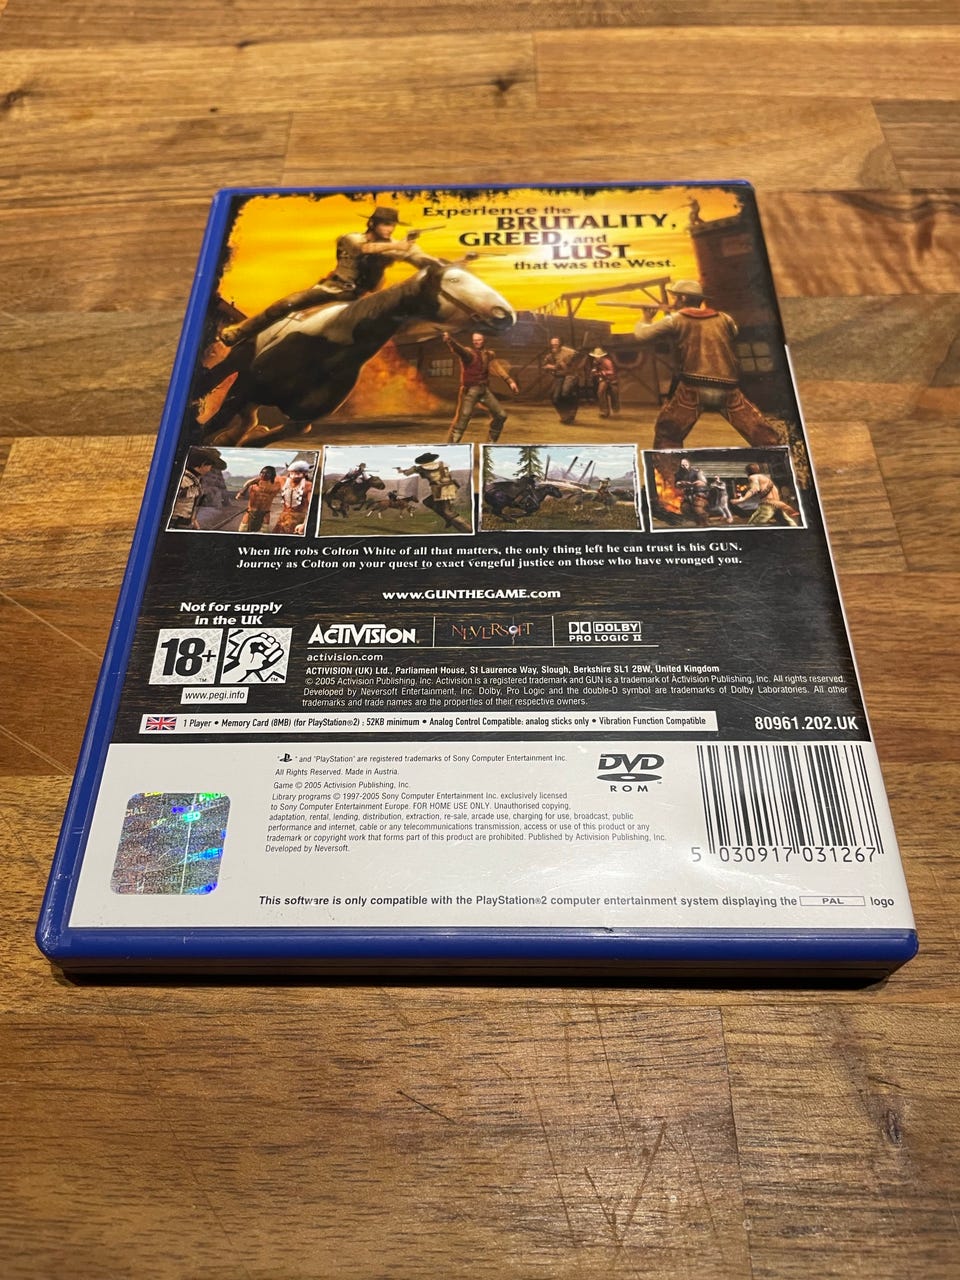 Experience the
BRUTALITY,
GREED, and
LUST
that was the West.
When life robs Colton White of all that matters, the only thing left he can trust is his GUN.
Journey as Colton on your quest to exact vengeful justice on those who have wronged you.
www.GUNTHEGAME.com
Not for supply
in the UK
18+
TM
TM
www.pegi.info
ACTIVISION.
NEVERSOFT
DOLBY
PRO LOGIC II
activision.com
ACTIVISION (UK) Ltd., Parliament House, St Laurence Way, Slough, Berkshire SL1 2BW, United Kingdom
© 2005 Activision Publishing, Inc. Activision is a registered trademark and GUN is a trademark of Activision Publishing, Inc. All rights reserved.
Developed by Neversoft Entertainment, Inc. Dolby, Pro Logic and the double-D symbol are trademarks of Dolby Laboratories. All other
trademarks and trade names are the properties of their respective owners.
1 Player • Memory Card (8MB) (for PlayStation®2) : 52KB minimum • Analog Control Compatible: analog sticks only • Vibration Function Compatible
80961.202.UK
" " and "PlayStation" are registered trademarks of Sony Computer Entertainment Inc.
All Rights Reserved. Made in Austria.
Game © 2005 Activision Publishing, Inc.
Library programs © 1997-2005 Sony Computer Entertainment Inc. exclusively licensed
to Sony Computer Entertainment Europe. FOR HOME USE ONLY. Unauthorised copying,
adaptation, rental, lending, distribution, extraction, re-sale, arcade use, charging for use, broadcast, public
performance and internet, cable or any telecommunications transmission, access or use of this product or any
trademark or copyright work that forms part of this product are prohibited. Published by Activision Publishing, Inc.
Developed by Neversoft.
DVD
ROM
5 030917 031267
This software is only compatible with the PlayStation®2 computer entertainment system displaying the PAL logo